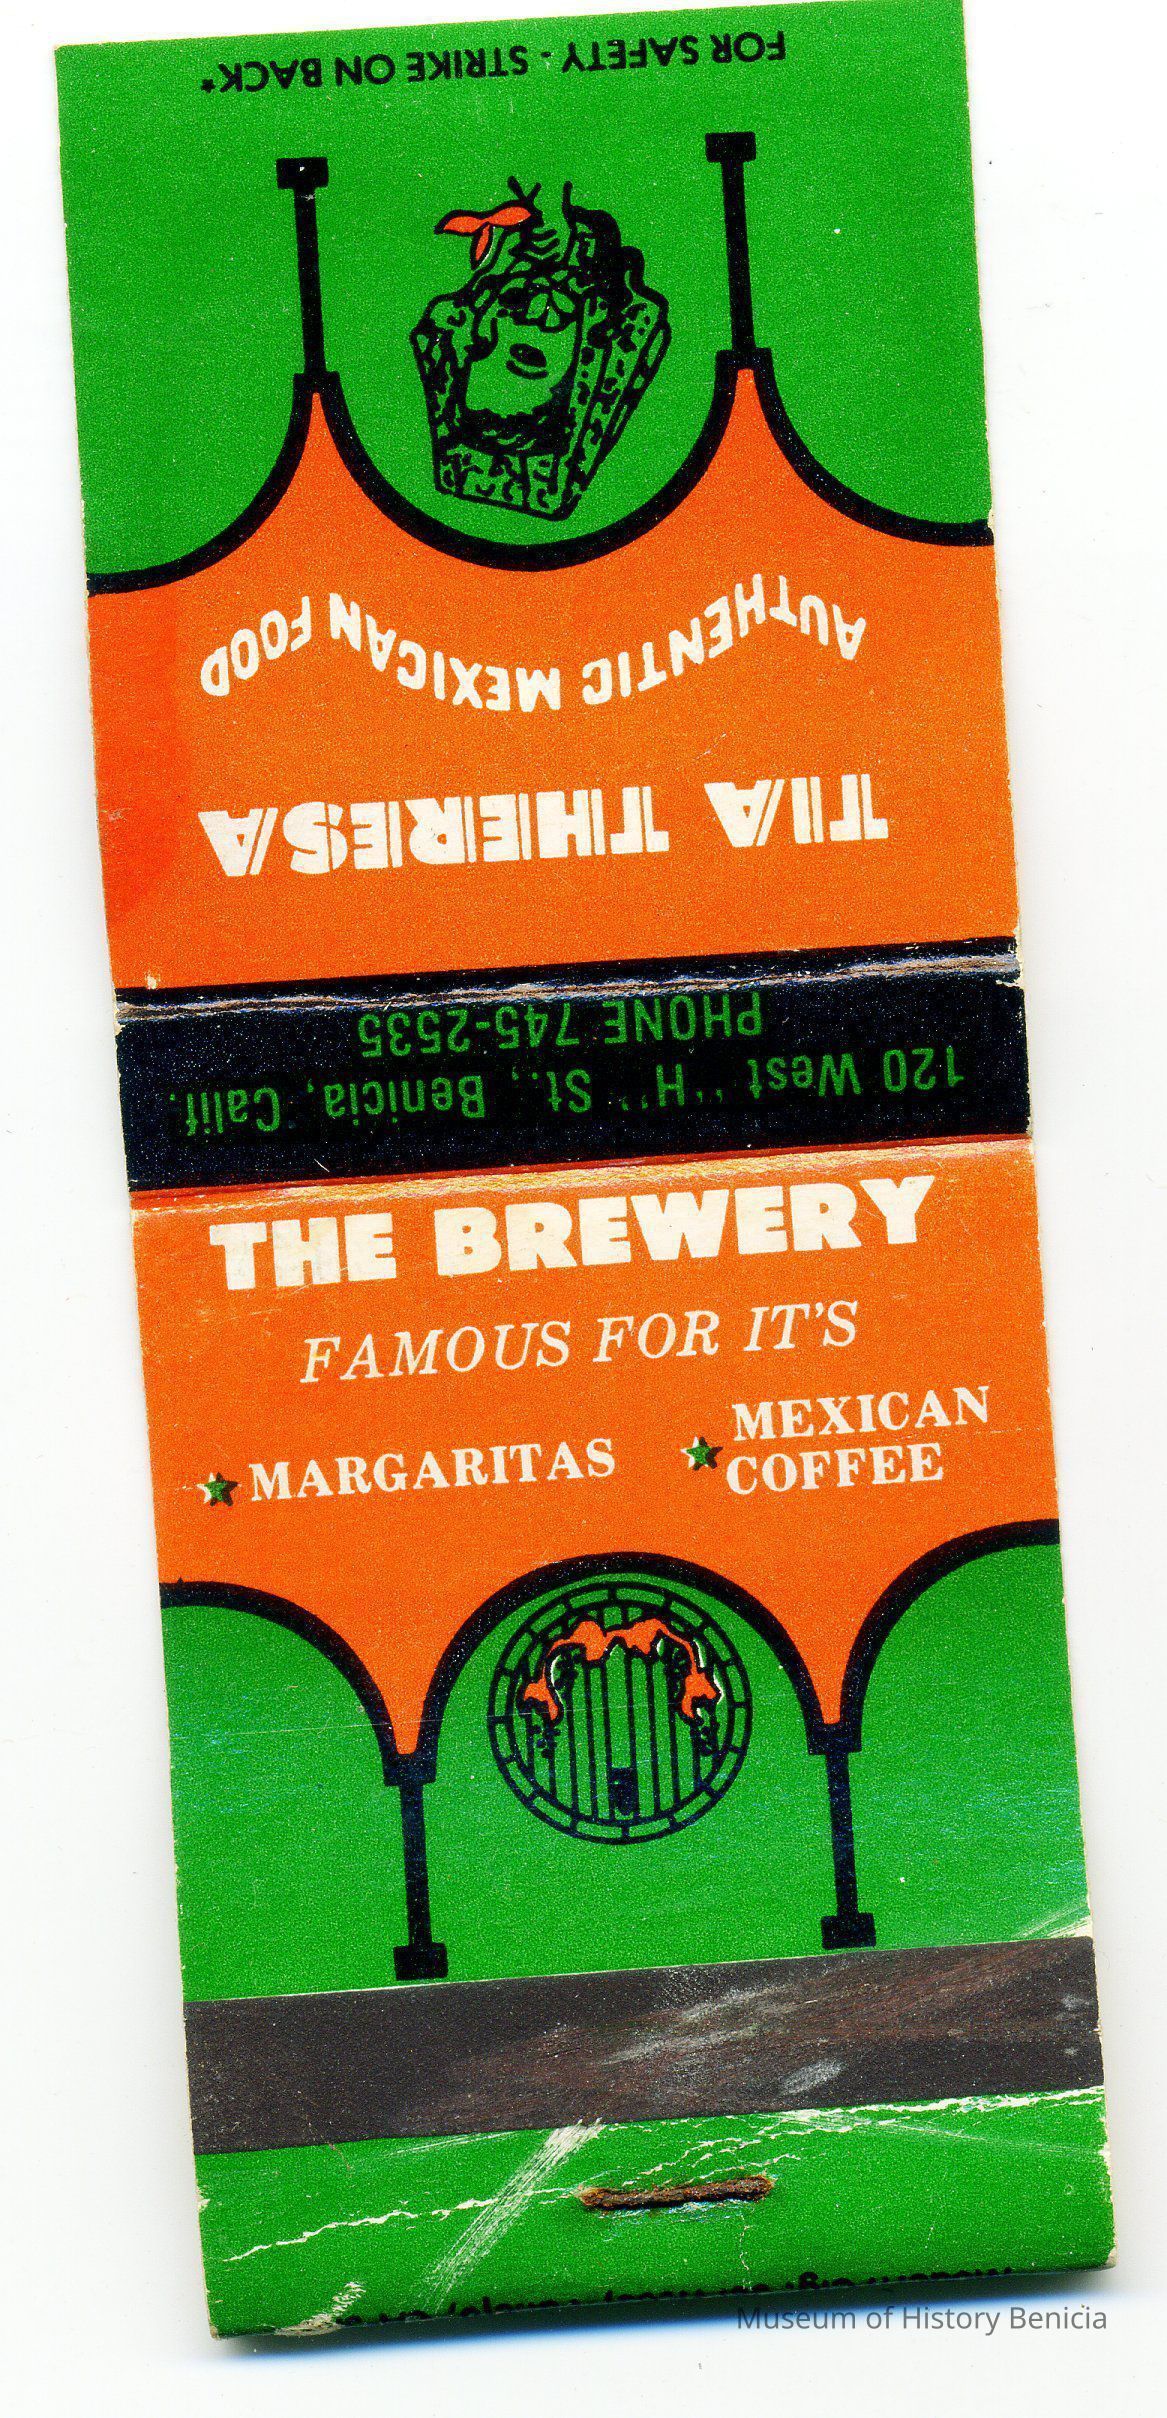 FOR SAFETY - STRIKE ON BACK*
AUTHENTIC MEXICAN FOOD
TIA THERESA
120 West "H" St., Benicia, Calif.
PHONE 745-2535
THE BREWERY
FAMOUS FOR IT'S
MARGARITAS
MEXICAN
COFFEE
Museum of History Benicia